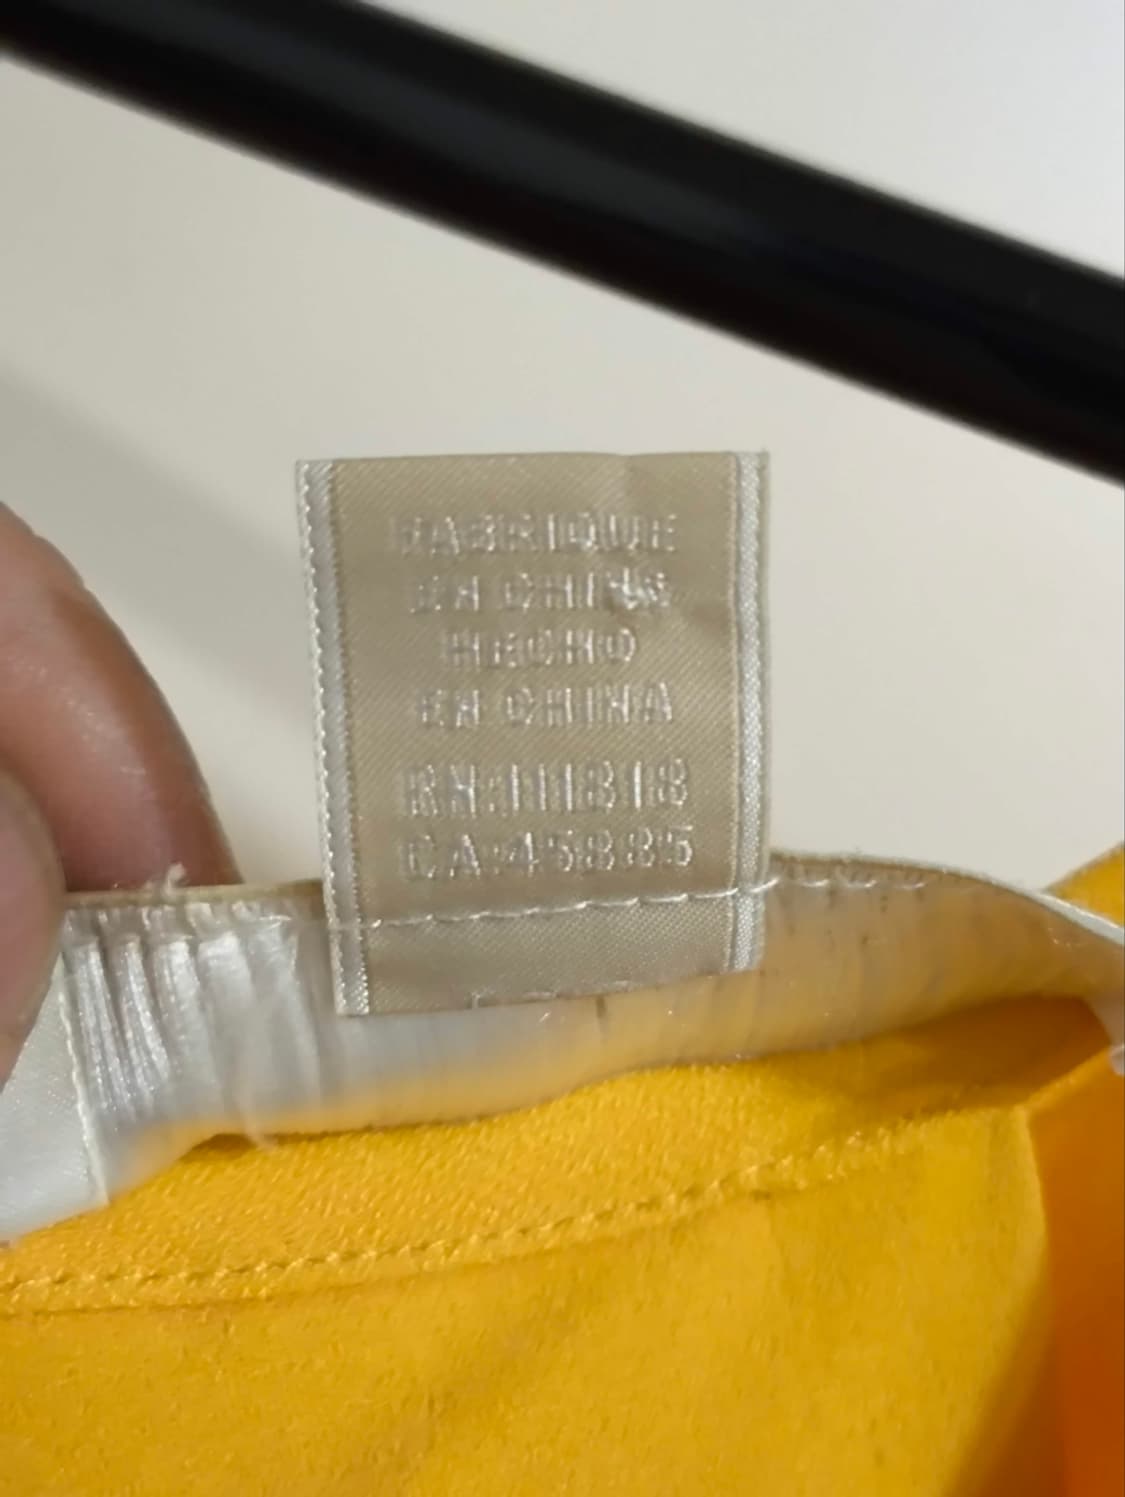 FABRIQUE
EN CHINE
HECHO
EN CHINA
RN:111818
CA:45885